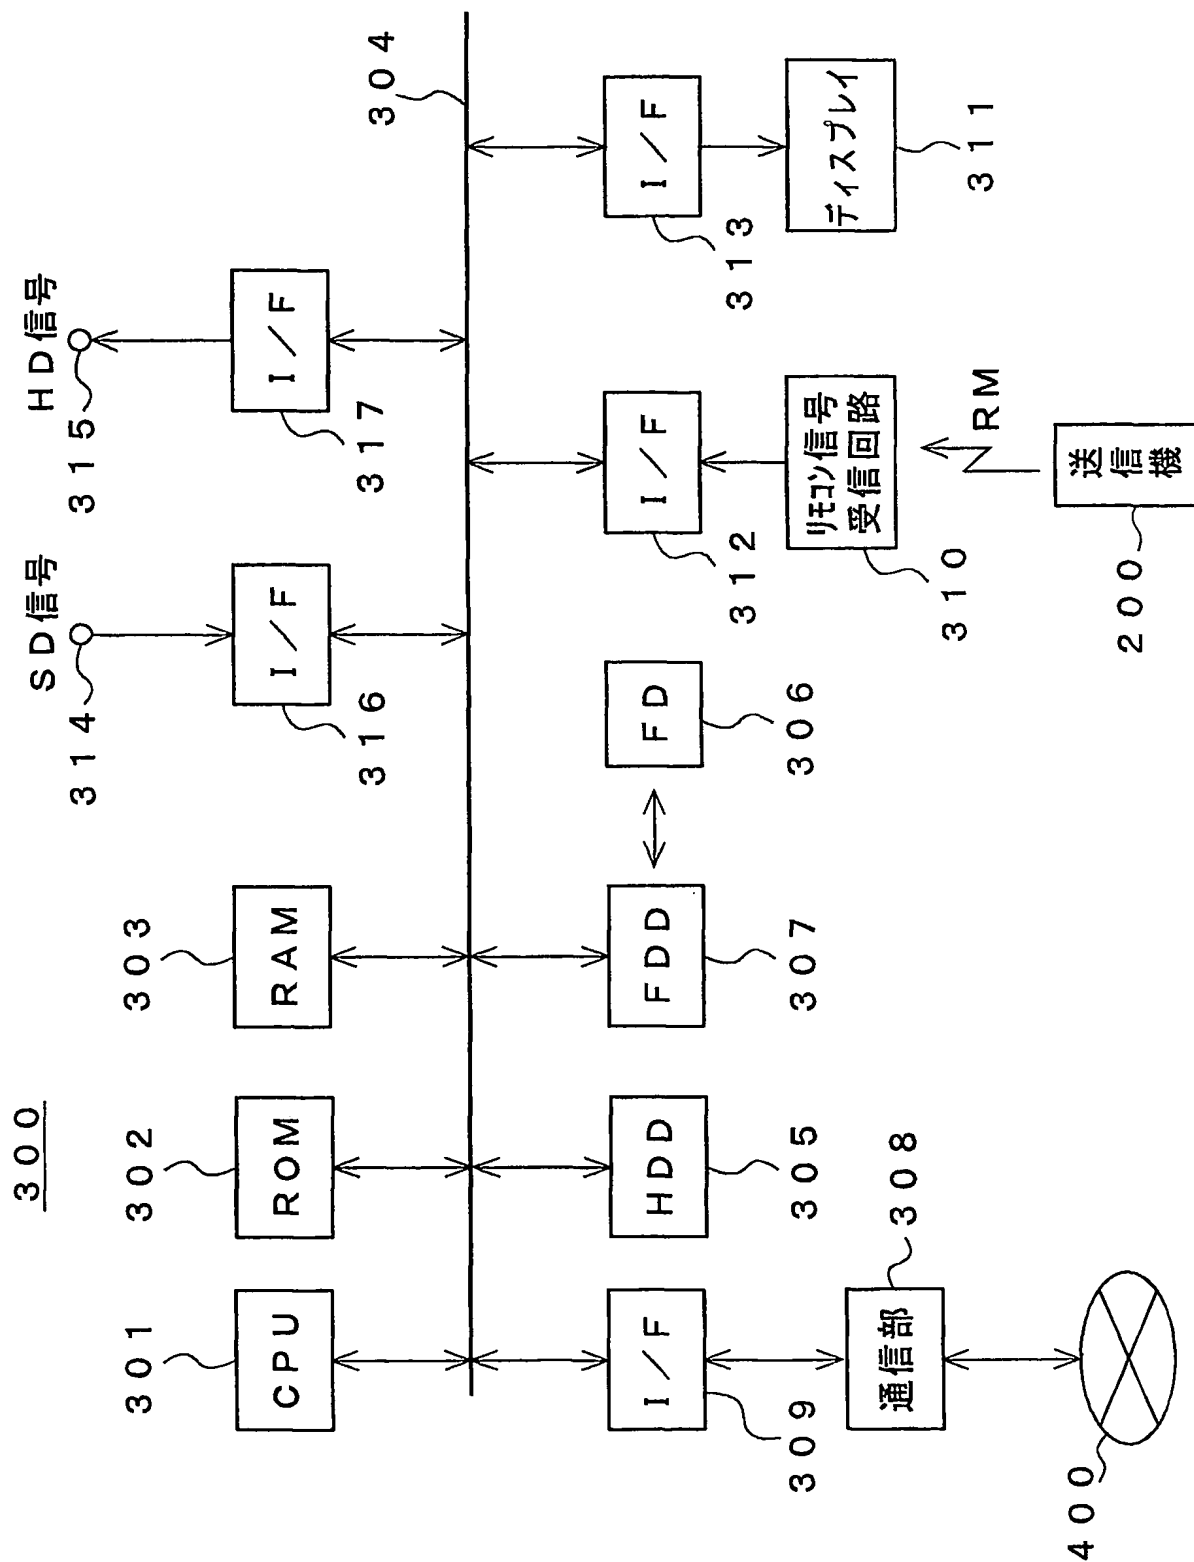 300
301
CPU
302
ROM
303
RAM
314
SD信号
I/F
316
315
HD信号
I/F
317
304
I/F
309
通信部
308
400
HDD
305
FDD
307
FD
306
I/F
312
リモコン信号
受信回路
310
RM
送信機
200
I/F
313
ディスプレイ
311